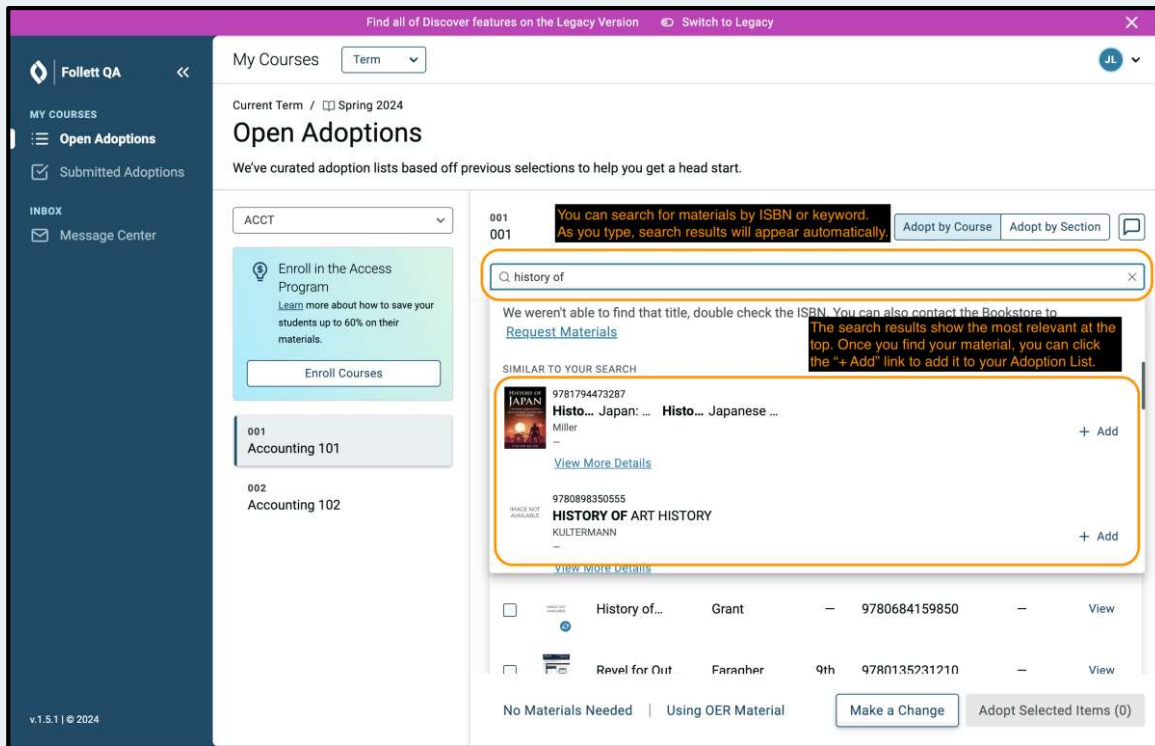 Find all of Discover features on the Legacy Version Switch to Legacy
Follett QA
MY COURSES
Open Adoptions
Submitted Adoptions
INBOX
Message Center
v.1.5.1 | © 2024
My Courses Term
JL
Current Term / Spring 2024
Open Adoptions
We've curated adoption lists based off previous selections to help you get a head start.
ACCT
Enroll in the Access
Program
Learn more about how to save your
students up to 60% on their
materials.
Enroll Courses
001
Accounting 101
002
Accounting 102
001
001
You can search for materials by ISBN or keyword.
As you type, search results will appear automatically.
Adopt by Course Adopt by Section
history of
We weren't able to find that title, double check the ISBN. You can also contact the Bookstore to
Request Materials
The search results show the most relevant at the
top. Once you find your material, you can click
the "+ Add" link to add it to your Adoption List.
SIMILAR TO YOUR SEARCH
HISTORY OF
JAPAN
9781794473287
Histo... Japan: ... Histo... Japanese ...
Miller
–
+ Add
View More Details
IMAGE NOT
AVAILABLE
9780898350555
HISTORY OF ART HISTORY
KULTERMANN
–
+ Add
View More Details
History of... Grant – 9780684159850 – View
Revel for Out... Faragher 9th 9780135231210 – View
No Materials Needed | Using OER Material Make a Change Adopt Selected Items (0)